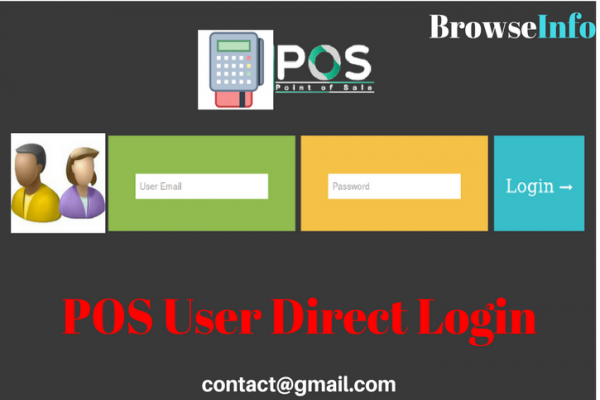 BrowseInfo
POS
Point of Sale
User Email
Password
Login →
POS User Direct Login
contact@gmail.com